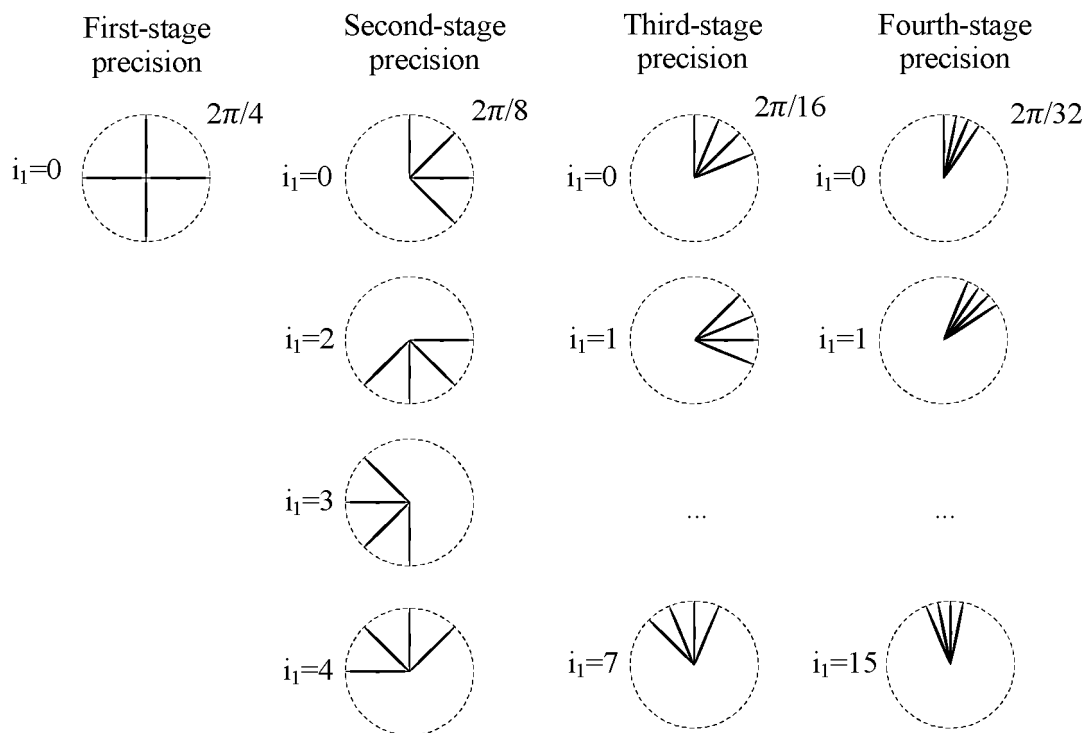 First-stage
precision
Second-stage
precision
Third-stage
precision
Fourth-stage
precision
2π/4
2π/8
2π/16
2π/32
i₁=0
i₁=0
i₁=0
i₁=0
i₁=2
i₁=1
i₁=1
i₁=3
...
...
i₁=4
i₁=7
i₁=15